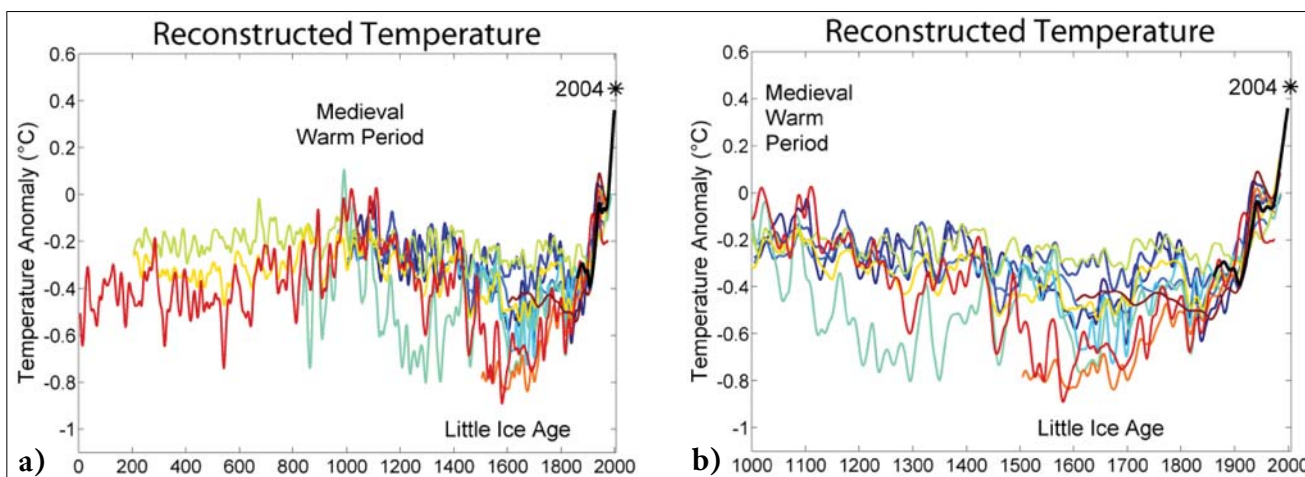 Reconstructed Temperature
0.6
0.4
0.2
0
-0.2
-0.4
-0.6
-0.8
-1
Temperature Anomaly (°C)
2004 *
Medieval
Warm Period
Little Ice Age
0 200 400 600 800 1000 1200 1400 1600 1800 2000
a)
Reconstructed Temperature
0.6
0.4
0.2
0
-0.2
-0.4
-0.6
-0.8
-1
Temperature Anomaly (°C)
2004 *
Medieval
Warm
Period
Little Ice Age
1000 1100 1200 1300 1400 1500 1600 1700 1800 1900 2000
b)